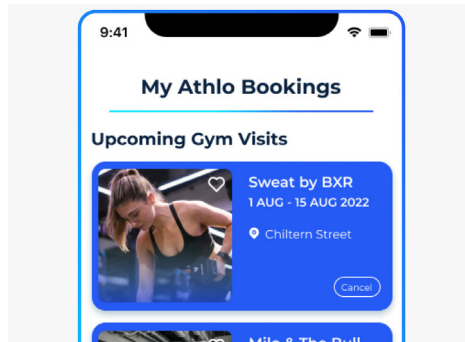 9:41
My Athlo Bookings
Upcoming Gym Visits
Sweat by BXR
1 AUG - 15 AUG 2022
Chiltern Street
Cancel